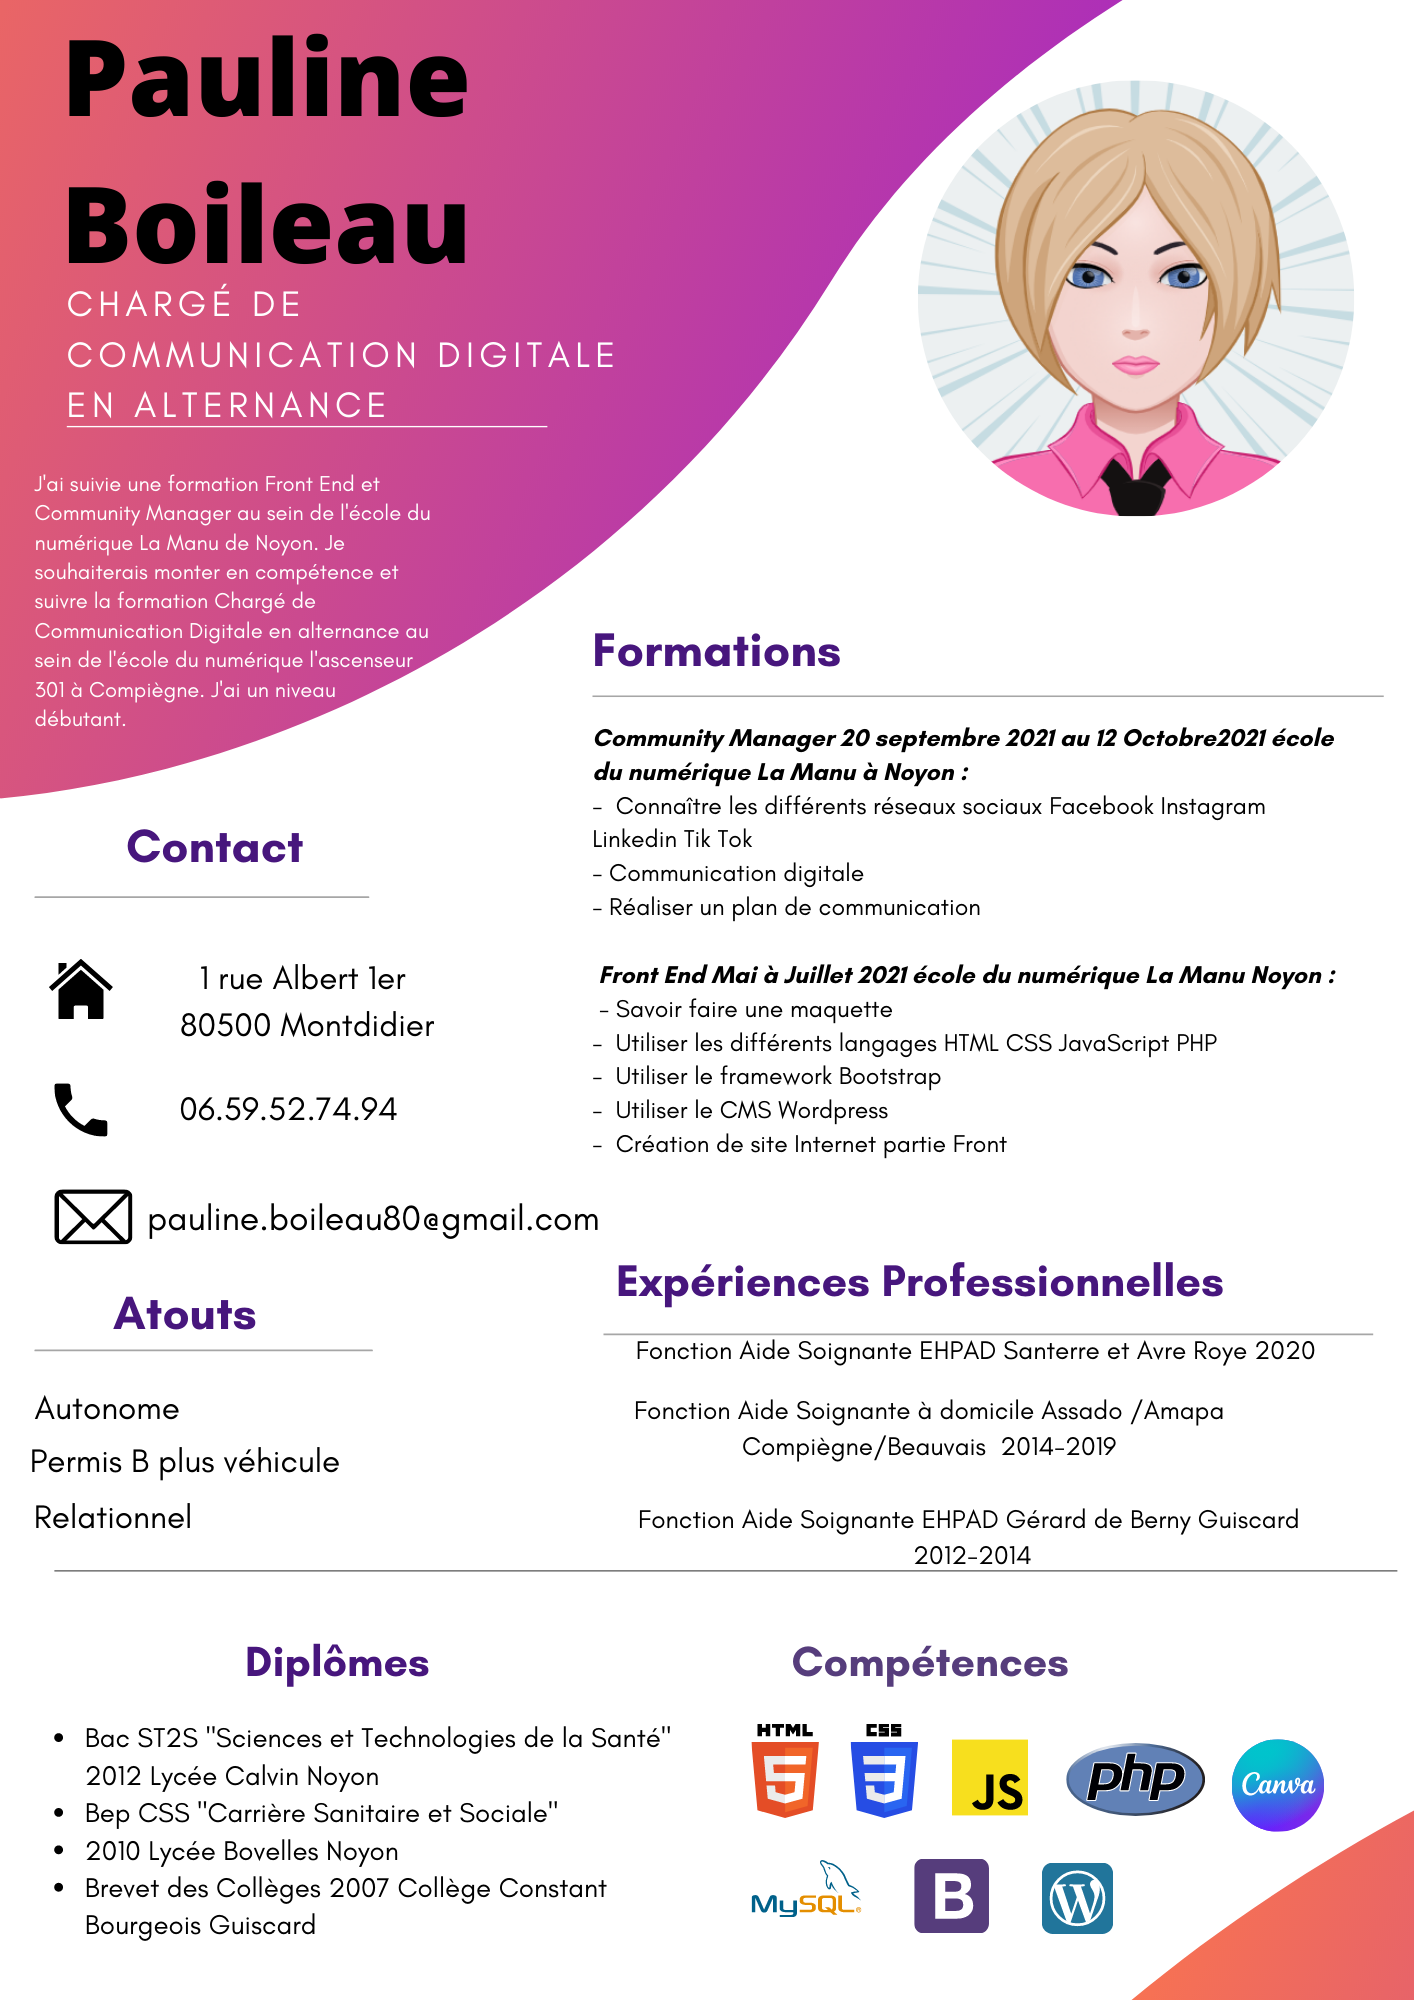 Pauline
Boileau
CHARGÉ DE
COMMUNICATION DIGITALE
EN ALTERNANCE
J'ai suivie une formation Front End et
Community Manager au sein de l'école du
numérique La Manu de Noyon. Je
souhaiterais monter en compétence et
suivre la formation Chargé de
Communication Digitale en alternance au
sein de l'école du numérique l'ascenseur
301 à Compiègne. J'ai un niveau
débutant.
Contact
1 rue Albert 1er
80500 Montdidier
06.59.52.74.94
pauline.boileau80@gmail.com
Atouts
Autonome
Permis B plus véhicule
Relationnel
Formations
Community Manager 20 septembre 2021 au 12 Octobre2021 école
du numérique La Manu à Noyon :
-  Connaître les différents réseaux sociaux Facebook Instagram
Linkedin Tik Tok
- Communication digitale
- Réaliser un plan de communication
Front End Mai à Juillet 2021 école du numérique La Manu Noyon :
- Savoir faire une maquette
-  Utiliser les différents langages HTML CSS JavaScript PHP
-  Utiliser le framework Bootstrap
-  Utiliser le CMS Wordpress
-  Création de site Internet partie Front
Expériences Professionnelles
Fonction Aide Soignante EHPAD Santerre et Avre Roye 2020
Fonction Aide Soignante à domicile Assado /Amapa
Compiègne/Beauvais  2014-2019
Fonction Aide Soignante EHPAD Gérard de Berny Guiscard
2012-2014
Diplômes
• Bac ST2S "Sciences et Technologies de la Santé"
2012 Lycée Calvin Noyon
• Bep CSS "Carrière Sanitaire et Sociale"
• 2010 Lycée Bovelles Noyon
• Brevet des Collèges 2007 Collège Constant
Bourgeois Guiscard
Compétences
HTML CSS JS php Canva
MySQL B W